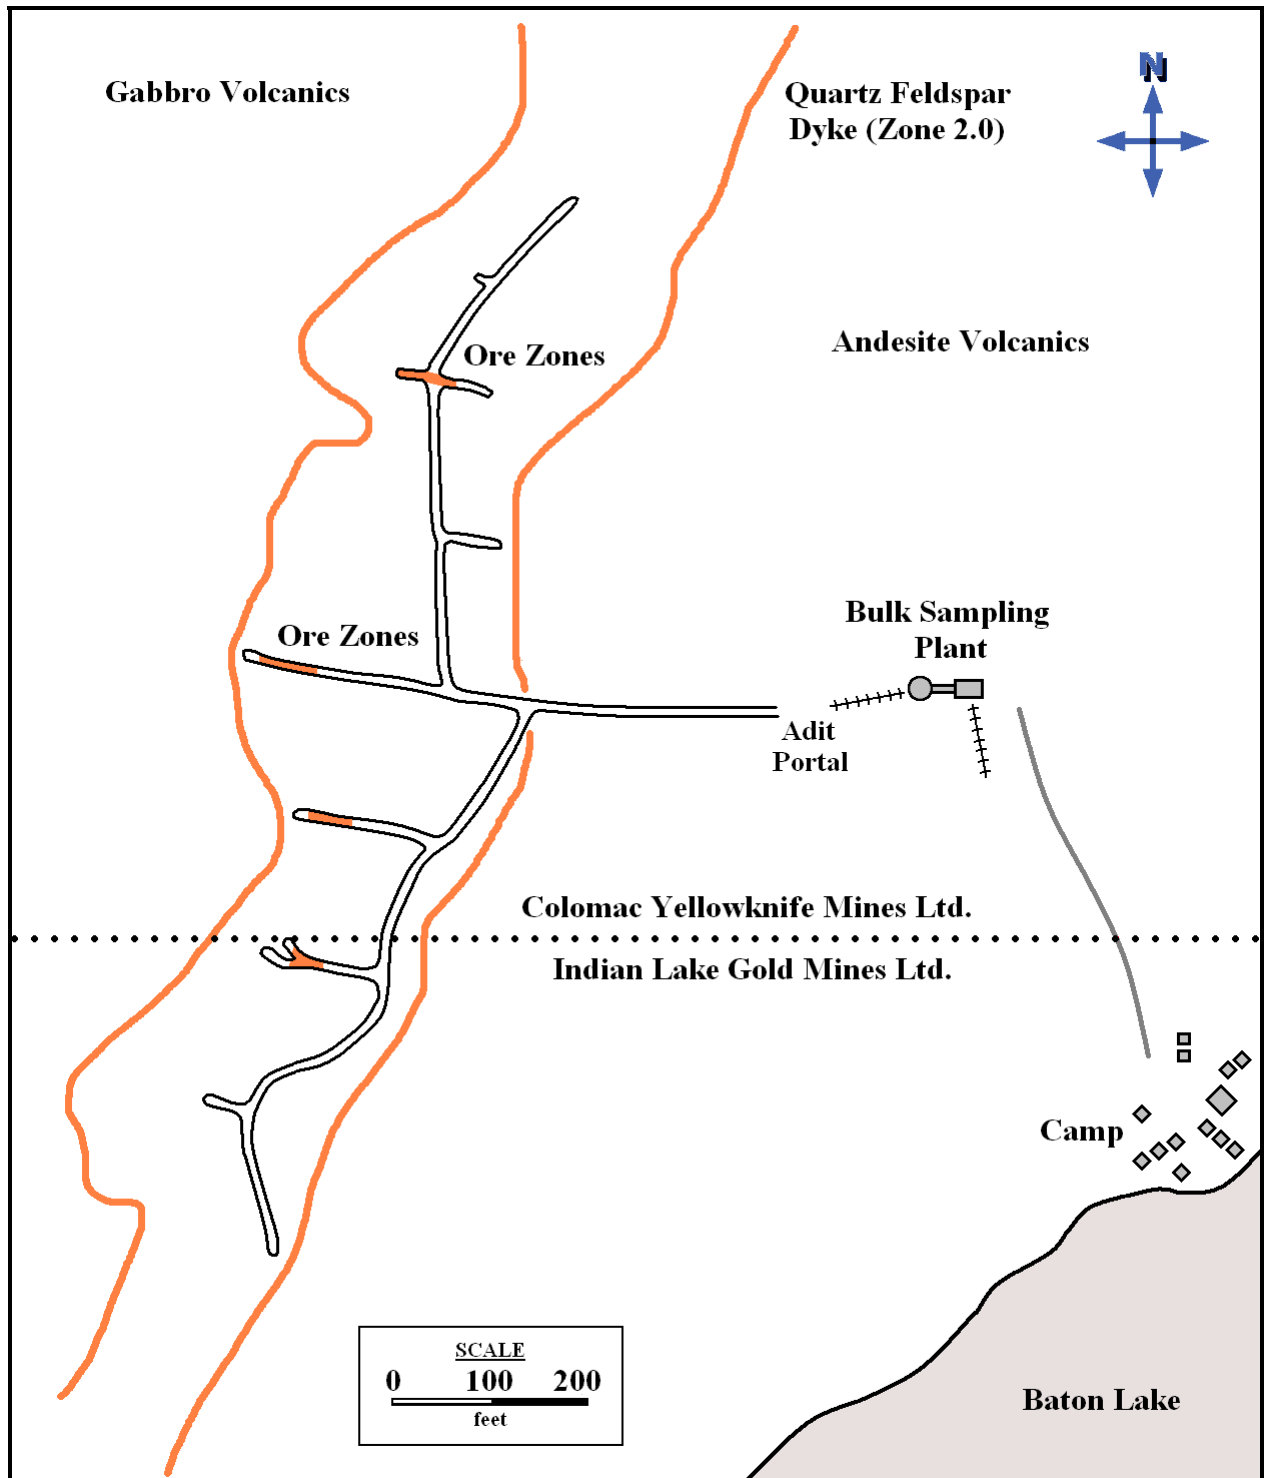 N
Gabbro Volcanics
Quartz Feldspar
Dyke (Zone 2.0)
Andesite Volcanics
Ore Zones
Bulk Sampling
Plant
Ore Zones
Adit
Portal
Colomac Yellowknife Mines Ltd.
Indian Lake Gold Mines Ltd.
Camp
SCALE
0 100 200
feet
Baton Lake